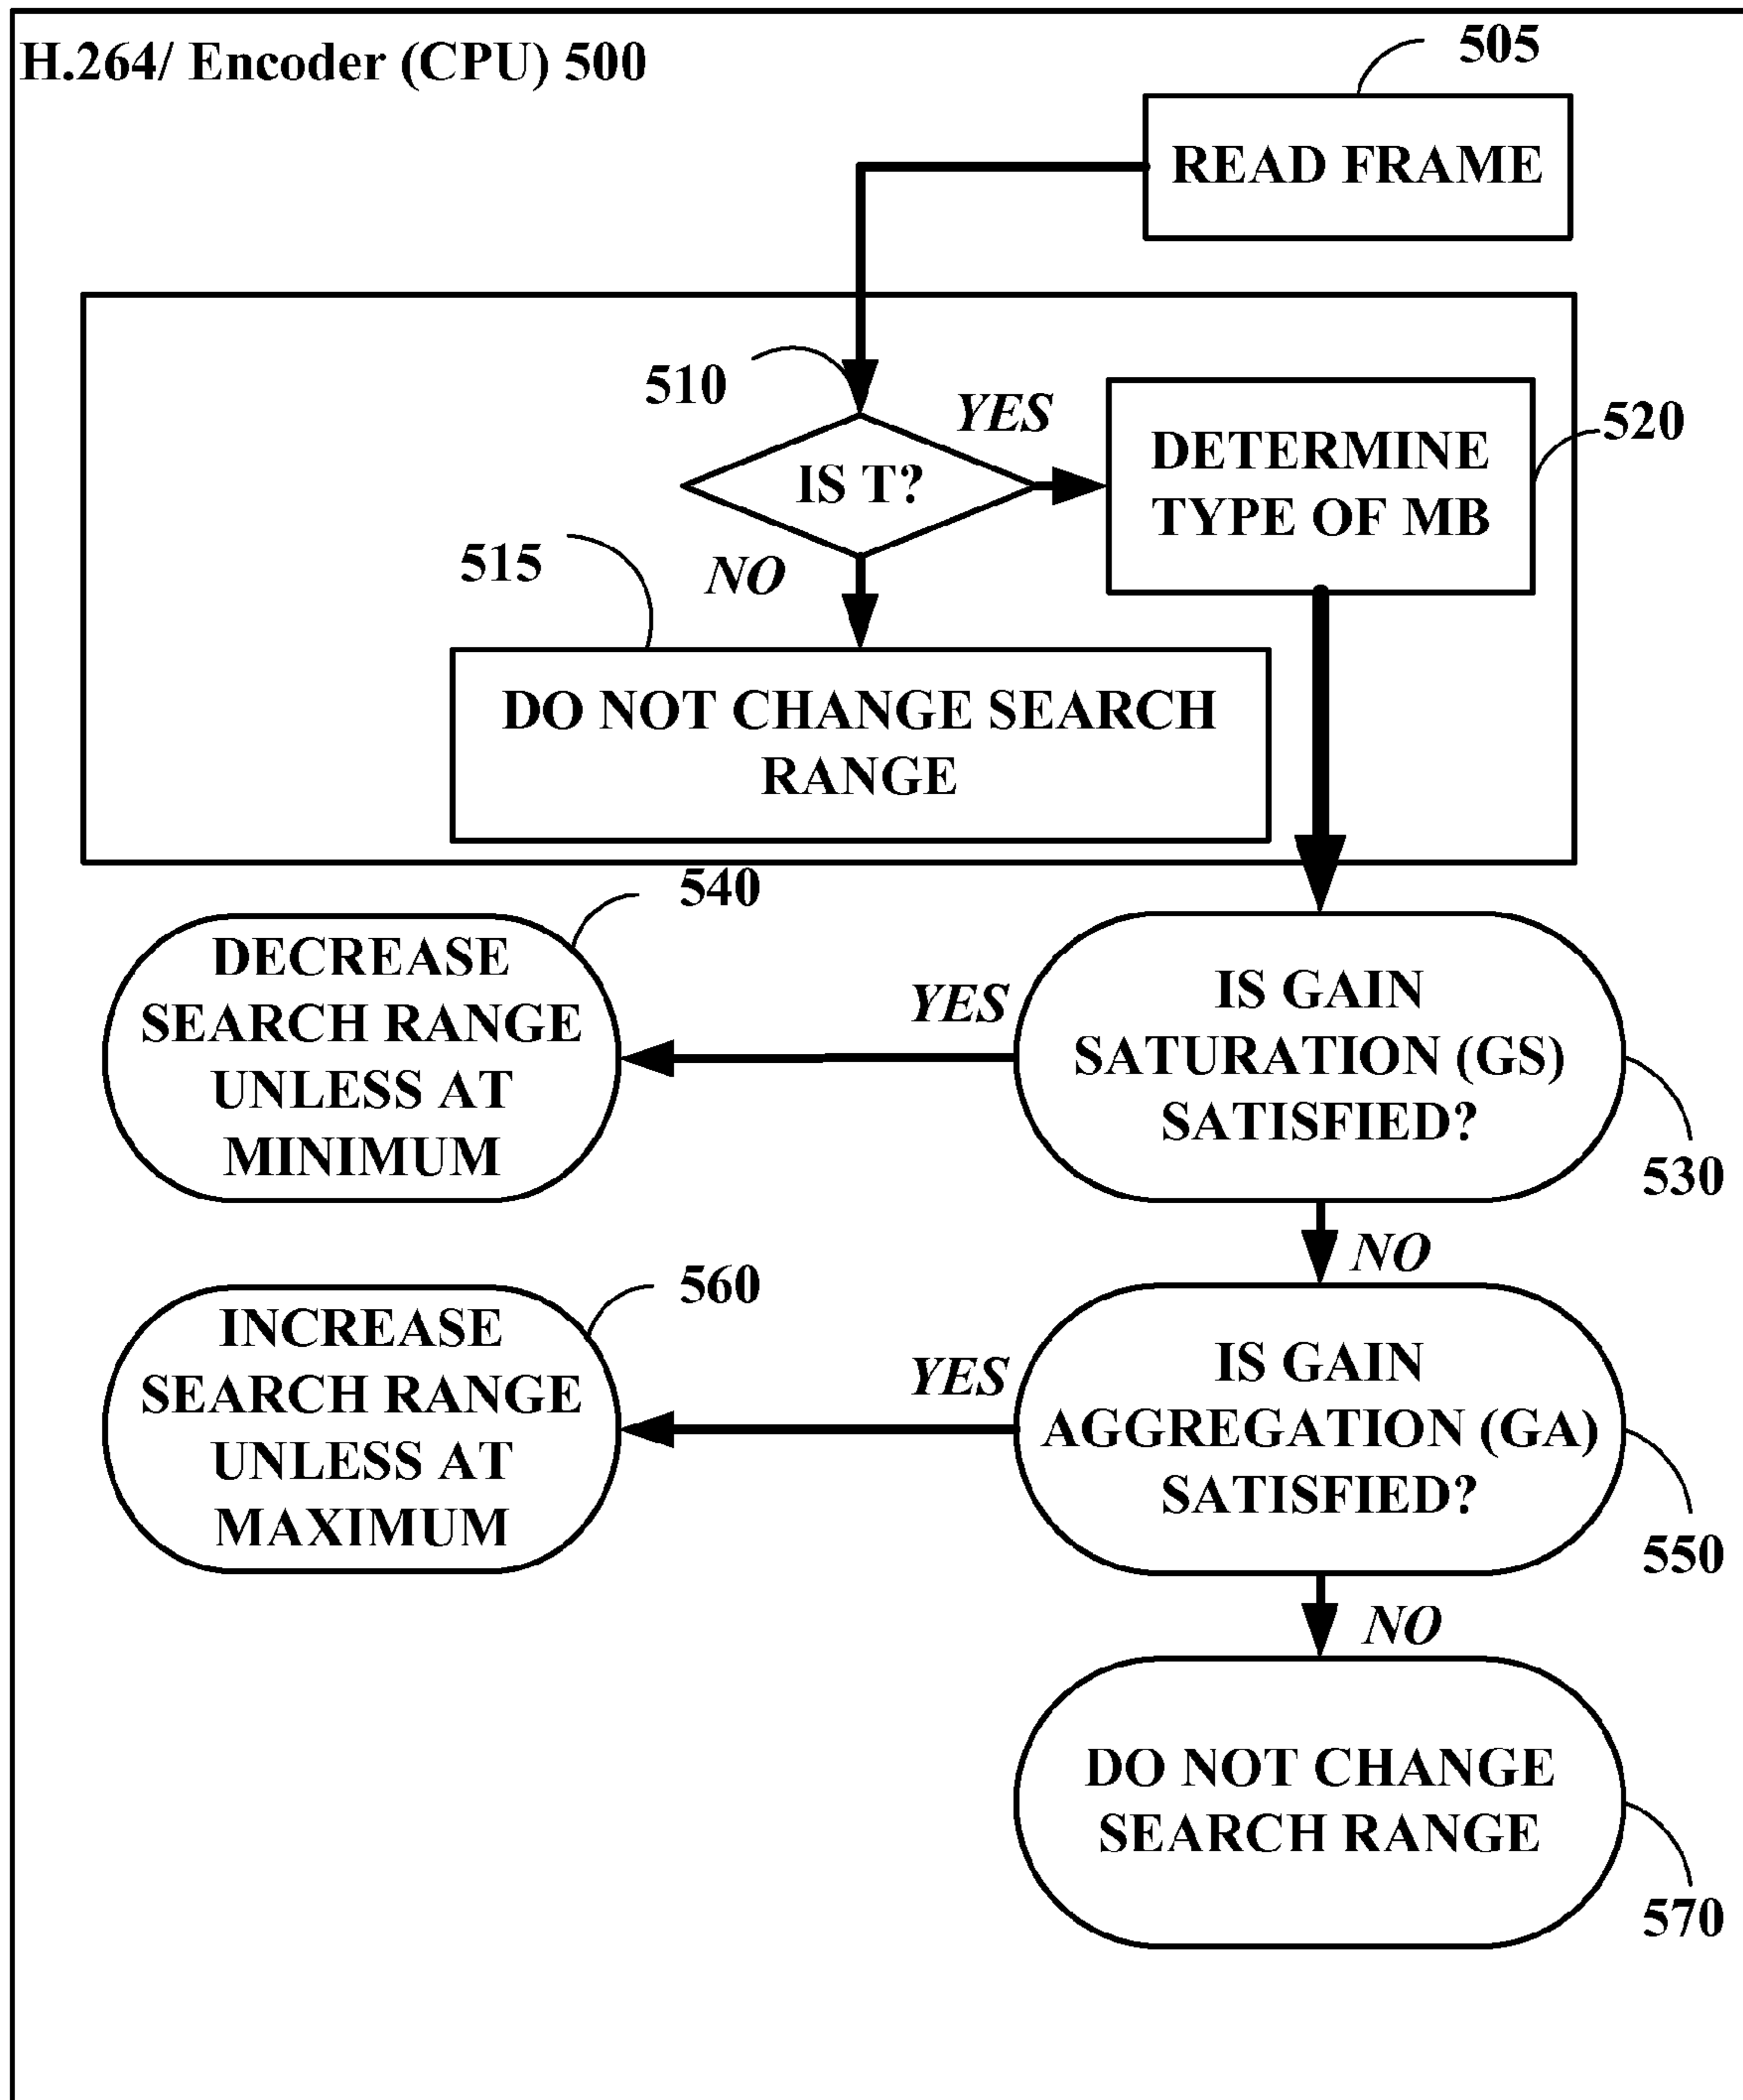 H.264/ Encoder (CPU) 500
505
READ FRAME
510
YES
IS T?
DETERMINE
TYPE OF MB
520
515
NO
DO NOT CHANGE SEARCH
RANGE
540
DECREASE
SEARCH RANGE
UNLESS AT
MINIMUM
YES
IS GAIN
SATURATION (GS)
SATISFIED?
530
NO
560
INCREASE
SEARCH RANGE
UNLESS AT
MAXIMUM
YES
IS GAIN
AGGREGATION (GA)
SATISFIED?
550
NO
DO NOT CHANGE
SEARCH RANGE
570